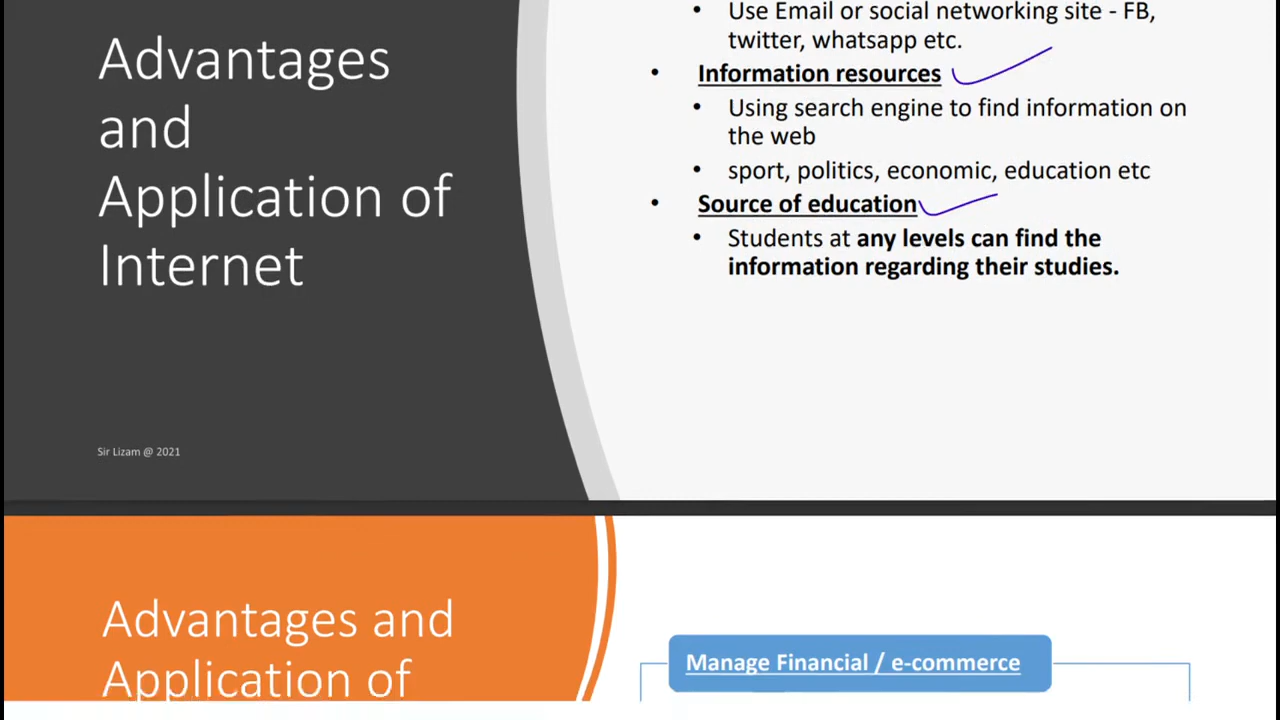 Advantages
and
Application of
Internet
Sir Lizam @ 2021
• Use Email or social networking site - FB,
twitter, whatsapp etc.
• Information resources
• Using search engine to find information on
the web
• sport, politics, economic, education etc
• Source of education
• Students at any levels can find the
information regarding their studies.
Advantages and
Application of
Manage Financial / e-commerce